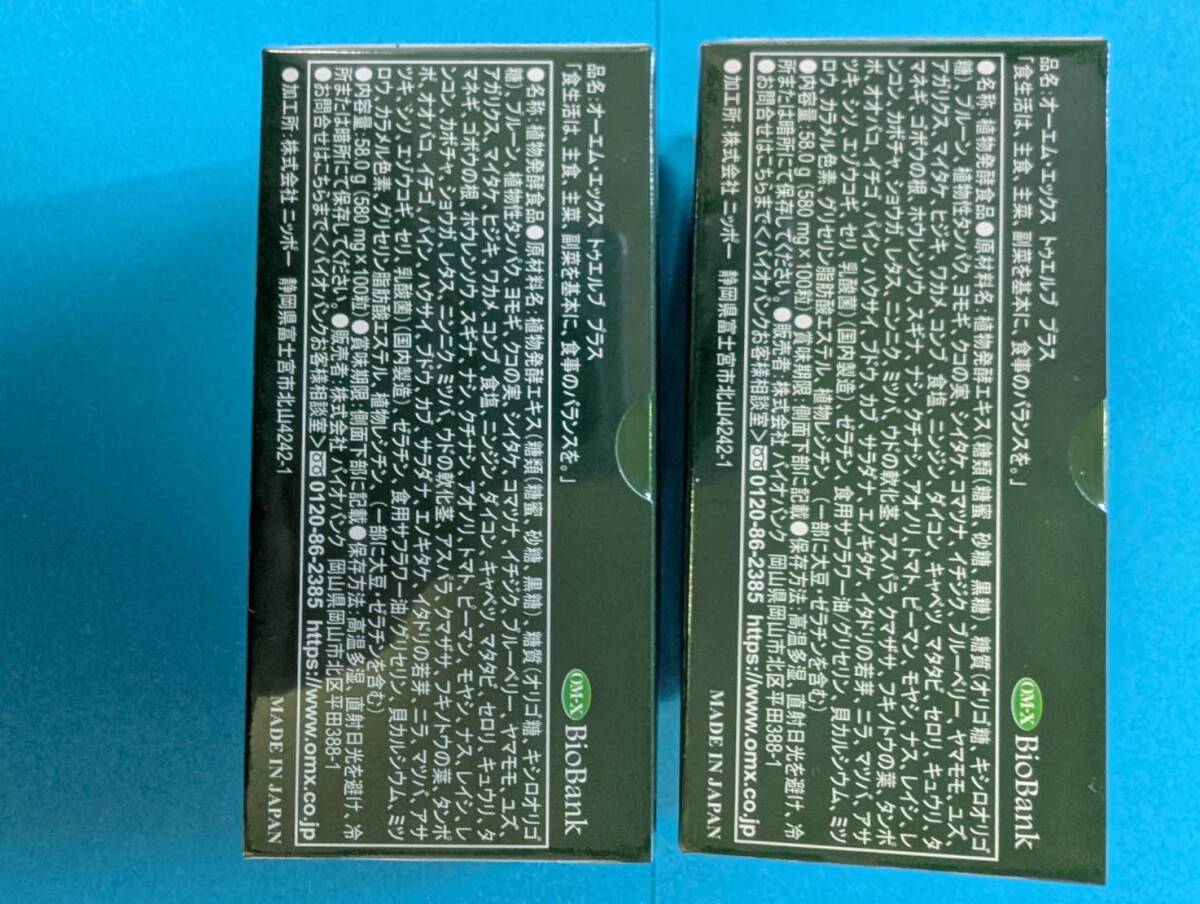 品名:オーエム・エックス トゥエルブ プラス
「食生活は、主食、主菜、副菜を基本に、食事のバランスを。」
OM-X BioBank
●名称:植物発酵食品●原材料名:植物発酵エキス(糖類(糖蜜、砂糖、黒糖)、糖質(オリゴ糖、キシロオリゴ
糖)、プルーン、植物性タンパク、ヨモギ、クコの実、シイタケ、コマツナ、イチジク、ブルーベリー、ヤマモモ、ユズ、
アガリクス、マイタケ、ヒジキ、ワカメ、コンブ、食塩、ニンジン、ダイコン、キャベツ、マタタビ、セロリ、キュウリ、タ
マネギ、ゴボウの根、ホウレンソウ、スギナ、ナシ、クチナシ、アオノリ、トマト、ピーマン、モヤシ、ナス、レイシ、レ
ンコン、カボチャ、ショウガ、レタス、ニンニク、ミツバ、ウドの軟化茎、アスパラ、クマザサ、フキノトウの葉、タンポ
ポ、オオバコ、イチゴ、パイン、ハクサイ、ブドウ、カブ、サラダナ、エノキタケ、イタドリの若芽、ニラ、マツバ、アサ
ツキ、シソ、エゾウコギ、セリ、乳酸菌)(国内製造)、ゼラチン、食用サフラワー油/グリセリン、貝カルシウム、ミツ
ロウ、カラメル色素、グリセリン脂肪酸エステル、植物レシチン、(一部に大豆・ゼラチンを含む)
●内容量:58.0g(580mg×100粒)●賞味期限:側面下部に記載●保存方法:高温多湿、直射日光を避け、冷
所または暗所にて保存してください。●販売者:株式会社 バイオバンク 岡山県岡山市北区平田388-1
●お問合せはこちらまで<バイオバンクお客様相談室>0120-86-2385 https://www.omx.co.jp
●加工所:株式会社 ニッポー 静岡県富士宮市北山4242-1
MADE IN JAPAN
品名:オーエム・エックス トゥエルブ プラス
「食生活は、主食、主菜、副菜を基本に、食事のバランスを。」
OM-X BioBank
●名称:植物発酵食品●原材料名:植物発酵エキス(糖類(糖蜜、砂糖、黒糖)、糖質(オリゴ糖、キシロオリゴ
糖)、プルーン、植物性タンパク、ヨモギ、クコの実、シイタケ、コマツナ、イチジク、ブルーベリー、ヤマモモ、ユズ、
アガリクス、マイタケ、ヒジキ、ワカメ、コンブ、食塩、ニンジン、ダイコン、キャベツ、マタタビ、セロリ、キュウリ、タ
マネギ、ゴボウの根、ホウレンソウ、スギナ、ナシ、クチナシ、アオノリ、トマト、ピーマン、モヤシ、ナス、レイシ、レ
ンコン、カボチャ、ショウガ、レタス、ニンニク、ミツバ、ウドの軟化茎、アスパラ、クマザサ、フキノトウの葉、タンポ
ポ、オオバコ、イチゴ、パイン、ハクサイ、ブドウ、カブ、サラダナ、エノキタケ、イタドリの若芽、ニラ、マツバ、アサ
ツキ、シソ、エゾウコギ、セリ、乳酸菌)(国内製造)、ゼラチン、食用サフラワー油/グリセリン、貝カルシウム、ミツ
ロウ、カラメル色素、グリセリン脂肪酸エステル、植物レシチン、(一部に大豆・ゼラチンを含む)
●内容量:58.0g(580mg×100粒)●賞味期限:側面下部に記載●保存方法:高温多湿、直射日光を避け、冷
所または暗所にて保存してください。●販売者:株式会社 バイオバンク 岡山県岡山市北区平田388-1
●お問合せはこちらまで<バイオバンクお客様相談室>0120-86-2385 https://www.omx.co.jp
●加工所:株式会社 ニッポー 静岡県富士宮市北山4242-1
MADE IN JAPAN